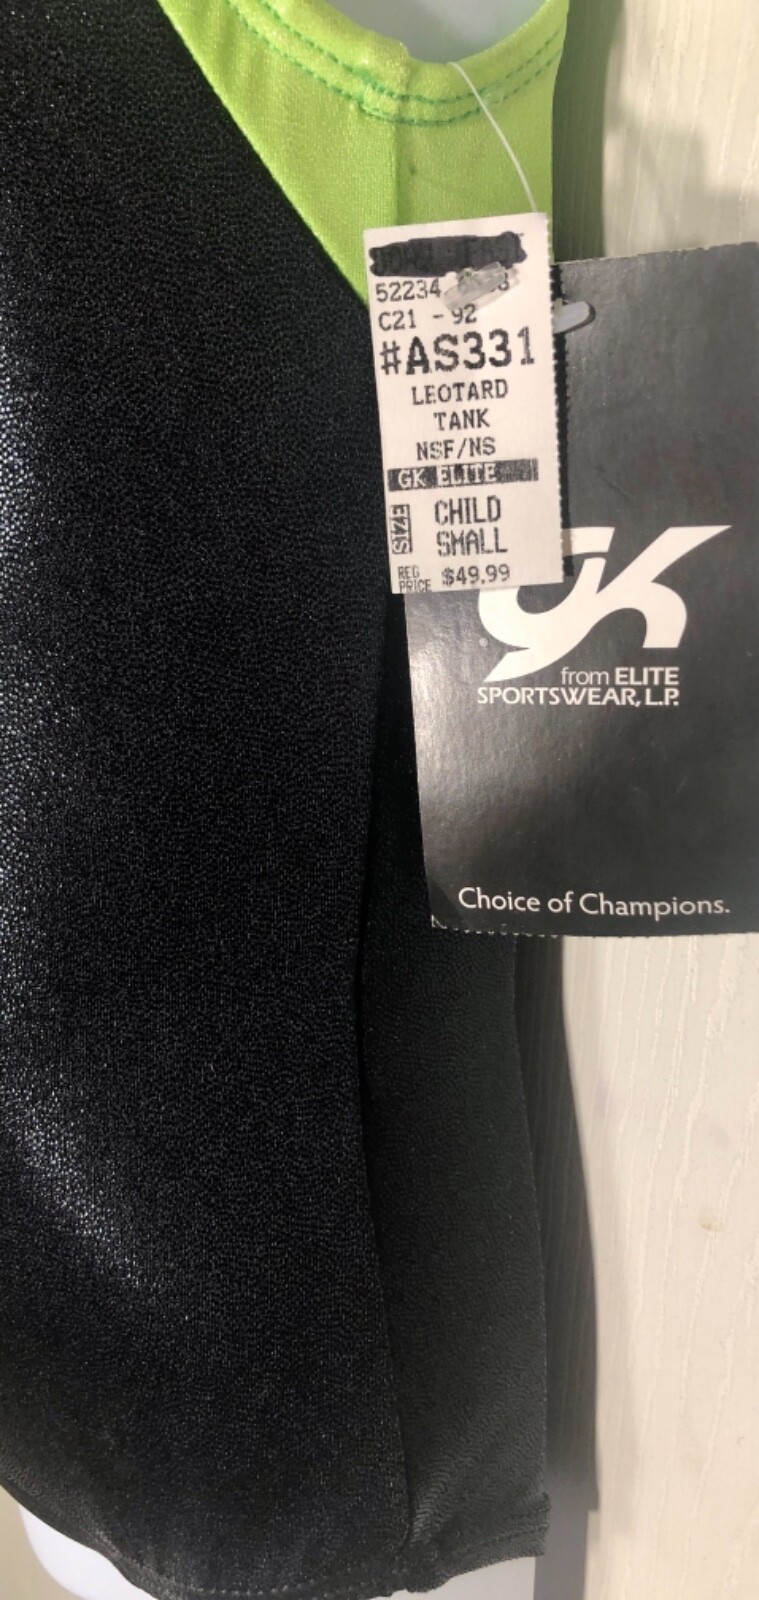 52234
C21 - 92
#AS331
LEOTARD
TANK
NSF/NS
GK ELITE
SIZE CHILD
SMALL
REG
PRICE $49.99
GK
from ELITE
SPORTSWEAR, L.P.
Choice of Champions.